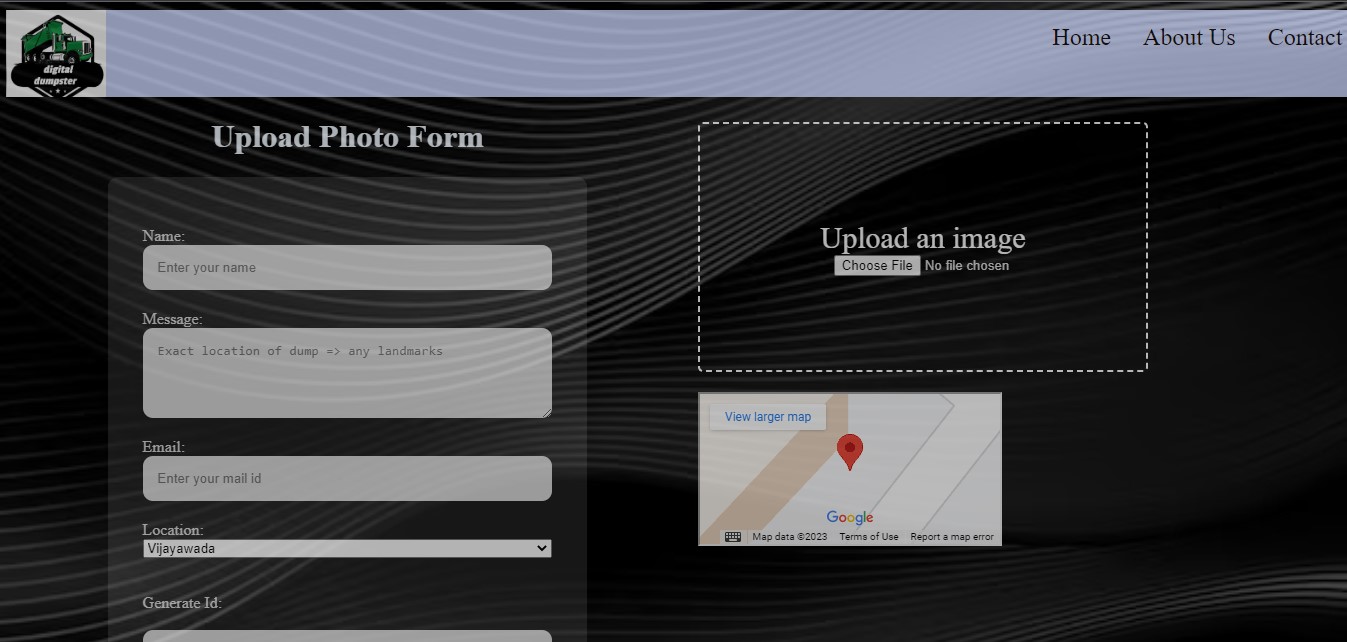 digital
dumpster
Home About Us Contact
Upload Photo Form
Name:
Enter your name
Message:
Exact location of dump => any landmarks
Email:
Enter your mail id
Location:
Vijayawada
Generate Id:
Upload an image
Choose File No file chosen
View larger map
Google
Map data ©2023 Terms of Use Report a map error